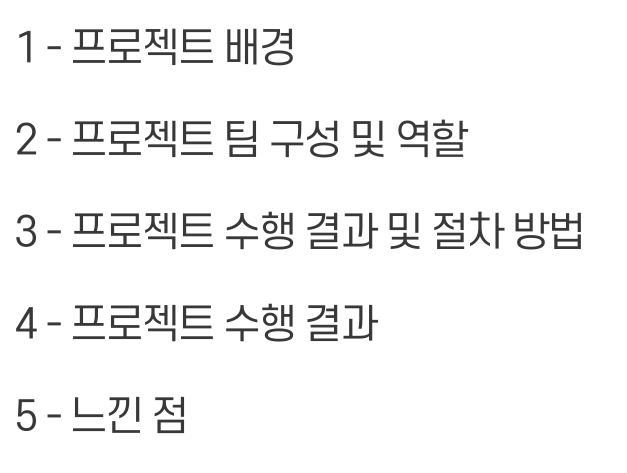 1 - 프로젝트 배경
2 - 프로젝트 팀 구성 및 역할
3 - 프로젝트 수행 결과 및 절차 방법
4 - 프로젝트 수행 결과
5 - 느낀 점